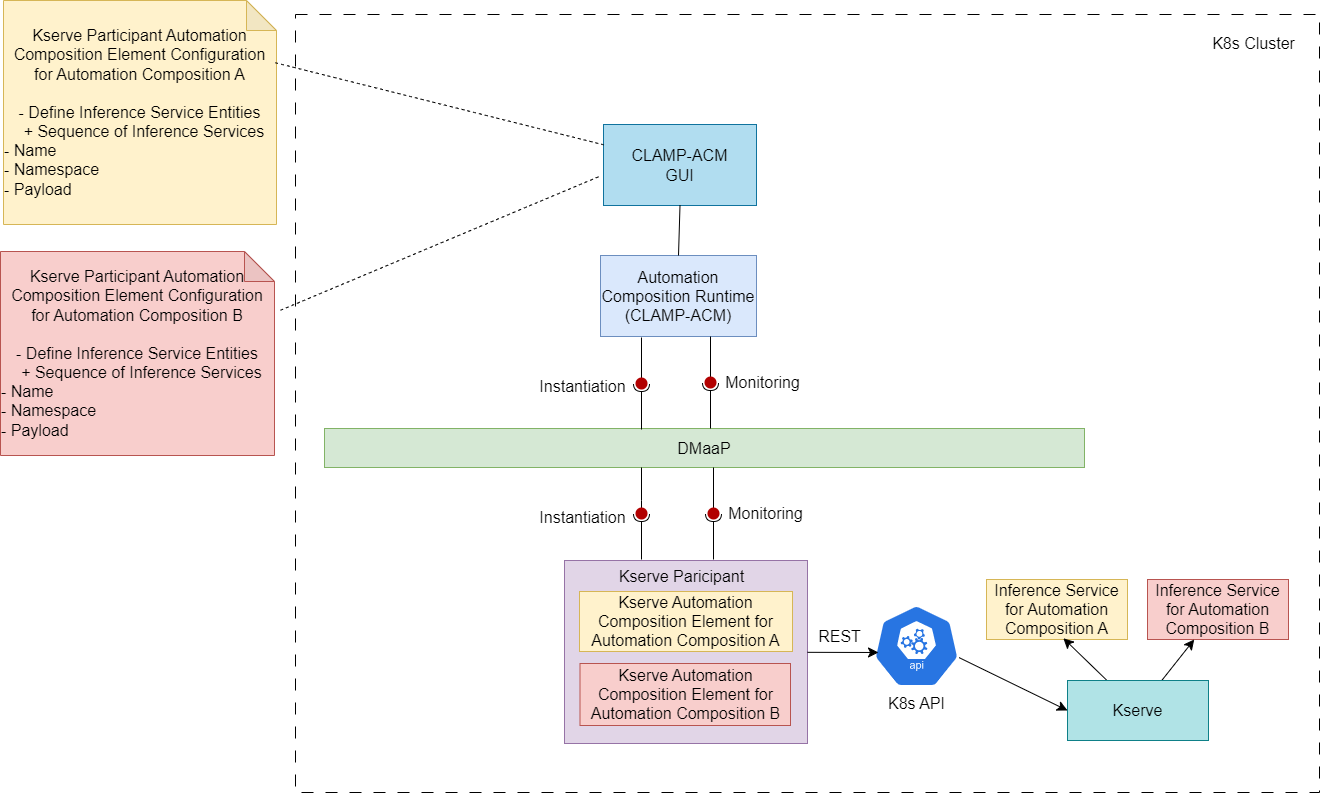 Kserve Participant Automation
Composition Element Configuration
for Automation Composition A
- Define Inference Service Entities
+ Sequence of Inference Services
- Name
- Namespace
- Payload
Kserve Participant Automation
Composition Element Configuration
for Automation Composition B
- Define Inference Service Entities
+ Sequence of Inference Services
- Name
- Namespace
- Payload
K8s Cluster
CLAMP-ACM
GUI
Automation
Composition Runtime
(CLAMP-ACM)
Instantiation
Monitoring
DMaaP
Instantiation
Monitoring
Kserve Paricipant
Kserve Automation
Composition Element for
Automation Composition A
Kserve Automation
Composition Element for
Automation Composition B
REST
api
K8s API
Inference Service
for Automation
Composition A
Inference Service
for Automation
Composition B
Kserve